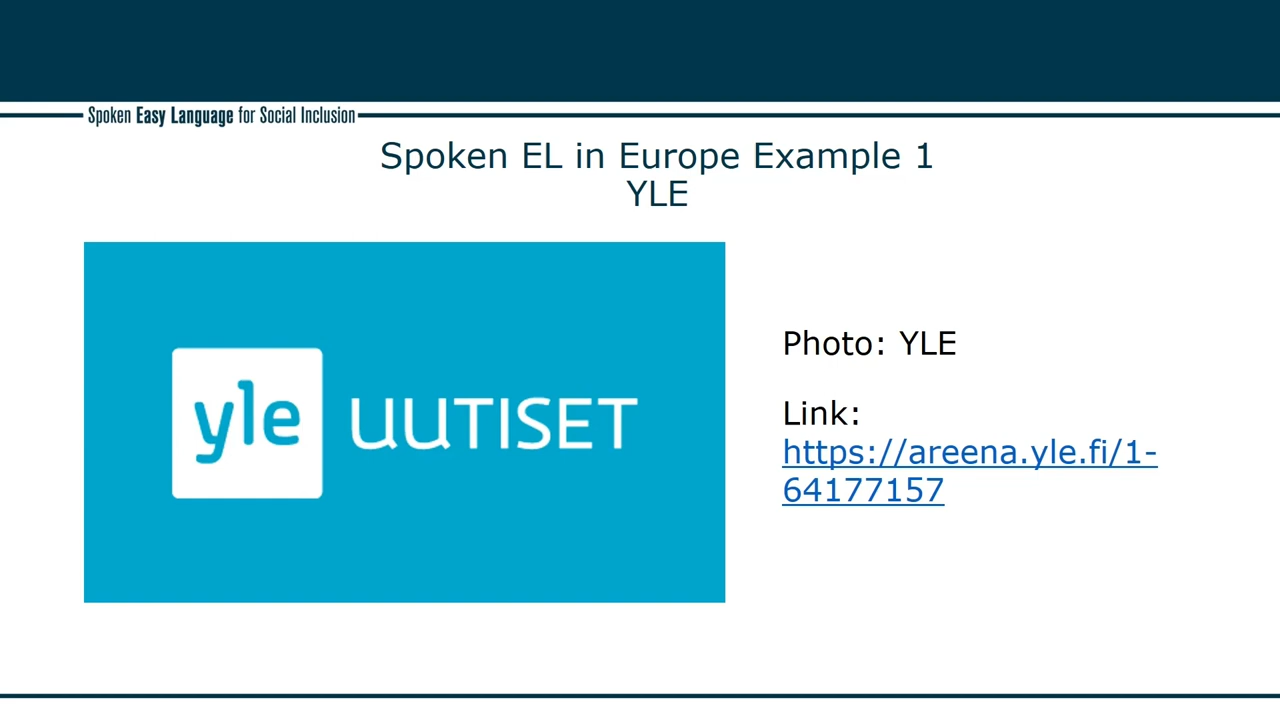 Spoken Easy Language for Social Inclusion
Spoken EL in Europe Example 1
YLE
yle UUTISET
Photo: YLE
Link:
https://areena.yle.fi/1-
64177157